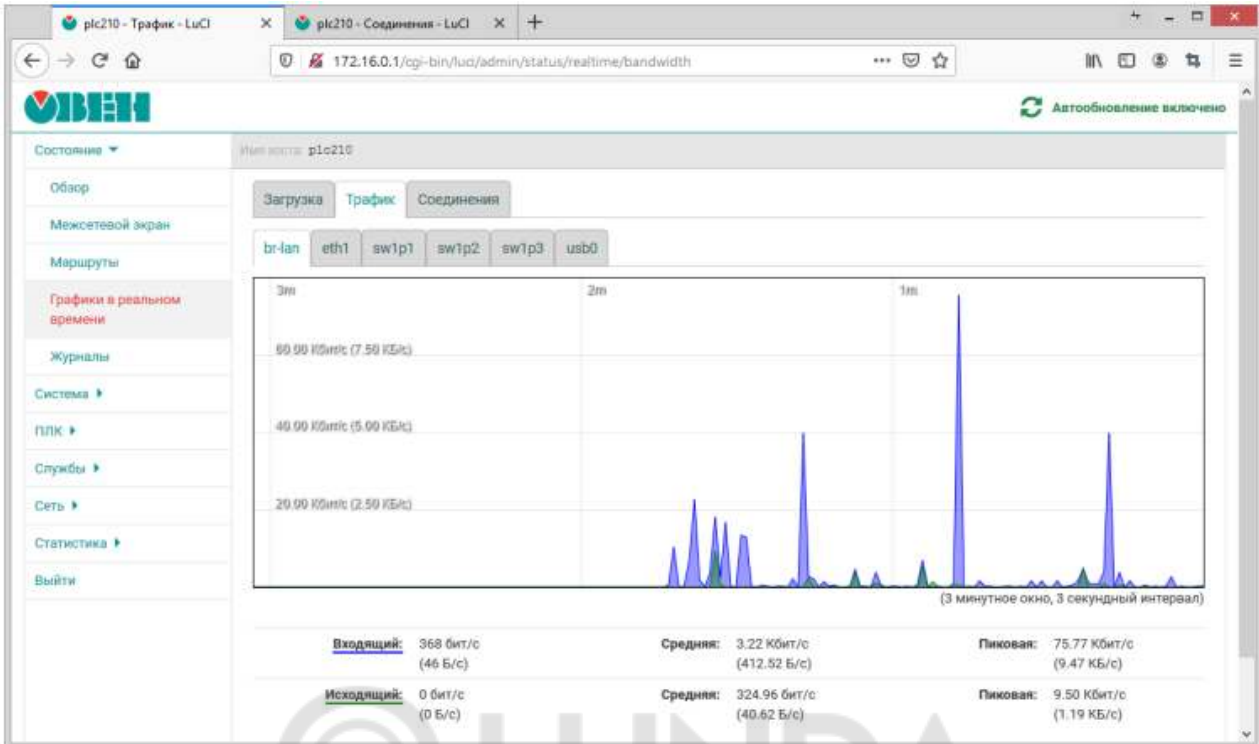 plc210 - Трафик - LuCI
plc210 - Соединения - LuCI
172.16.0.1/cgi-bin/luci/admin/status/realtime/bandwidth
ОВЕН
Автообновление включено
Имя хоста: plc210
Состояние
Обзор
Межсетевой экран
Маршруты
Графики в реальном
времени
Журналы
Система
ПЛК
Службы
Сеть
Статистика
Выйти
Загрузка Трафик Соединения
br-lan eth1 sw1p1 sw1p2 sw1p3 usb0
3m 2m 1m
60.00 Кбит/с (7.50 КБ/с)
40.00 Кбит/с (5.00 КБ/с)
20.00 Кбит/с (2.50 КБ/с)
(3 минутное окно, 3 секундный интервал)
Входящий: 368 бит/с Средняя: 3.22 Кбит/с Пиковая: 75.77 Кбит/с
(46 Б/с) (412.52 Б/с) (9.47 КБ/с)
Исходящий: 0 бит/с Средняя: 324.96 бит/с Пиковая: 9.50 Кбит/с
(0 Б/с) (40.62 Б/с) (1.19 КБ/с)